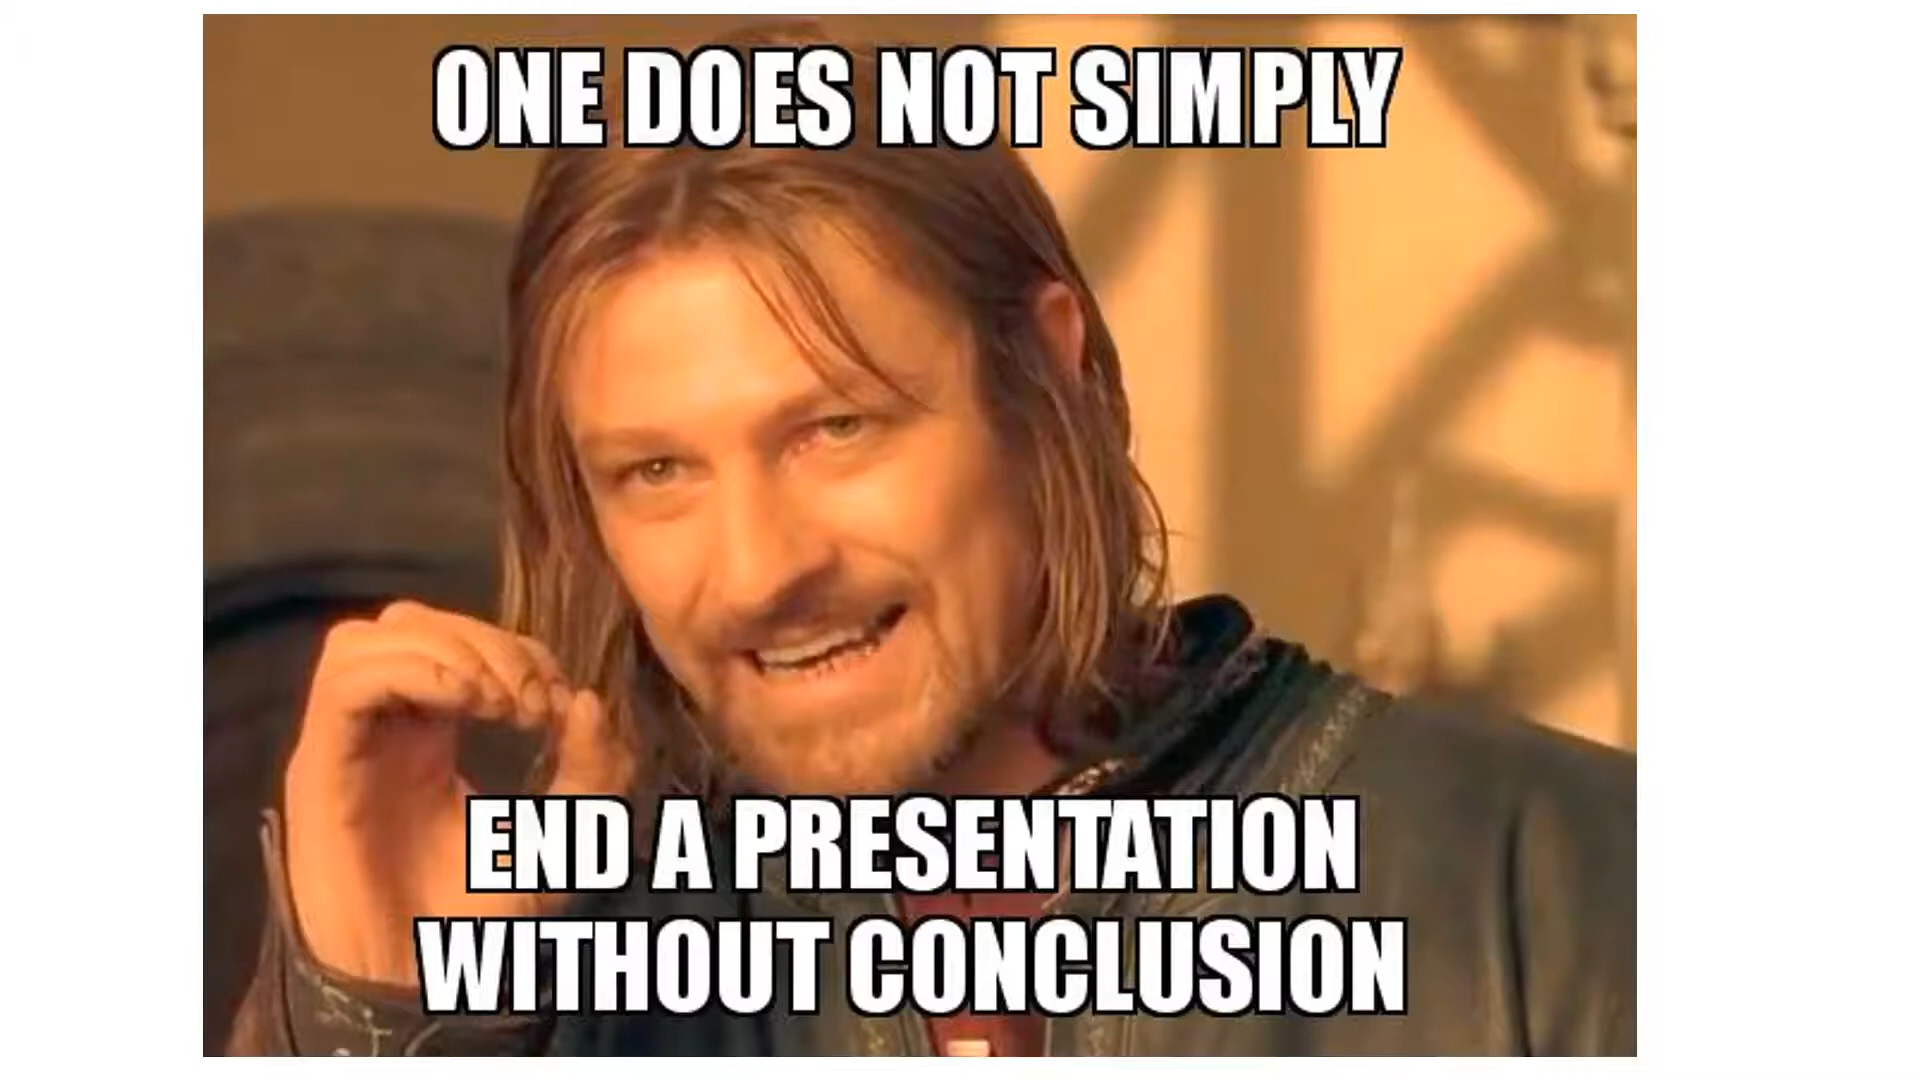 ONE DOES NOT SIMPLY
END A PRESENTATION
WITHOUT CONCLUSION